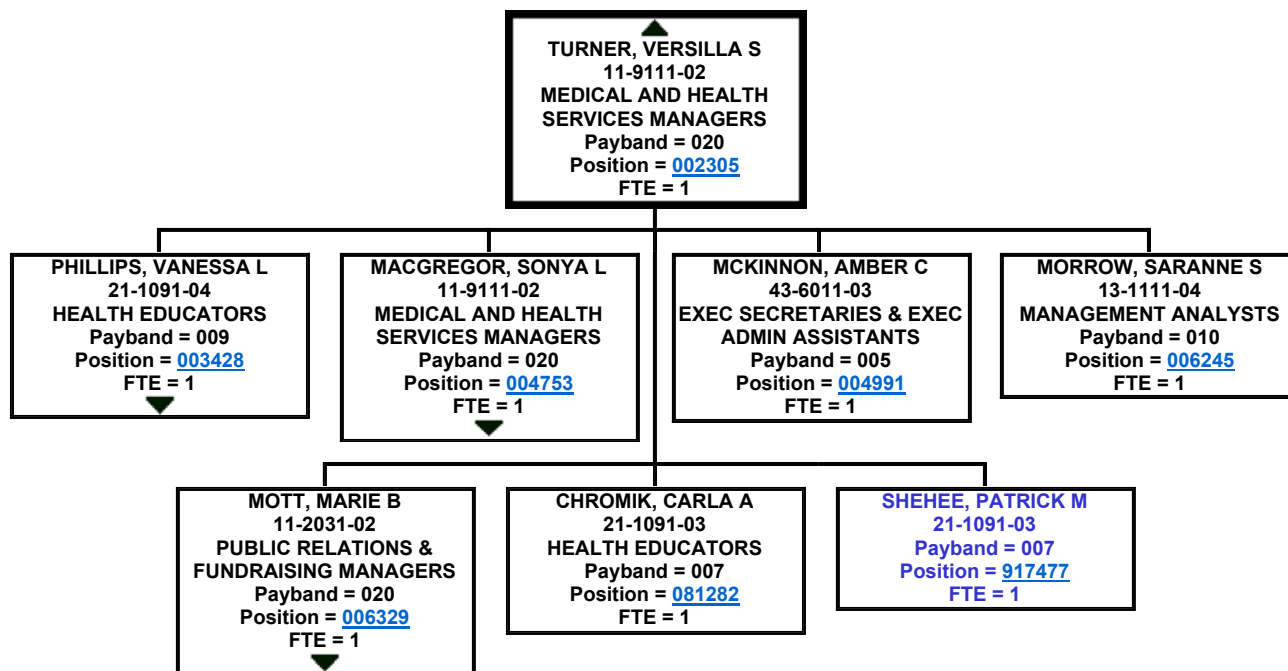 TURNER, VERSILLA S
11-9111-02
MEDICAL AND HEALTH
SERVICES MANAGERS
Payband = 020
Position = 002305
FTE = 1
PHILLIPS, VANESSA L
21-1091-04
HEALTH EDUCATORS
Payband = 009
Position = 003428
FTE = 1
MACGREGOR, SONYA L
11-9111-02
MEDICAL AND HEALTH
SERVICES MANAGERS
Payband = 020
Position = 004753
FTE = 1
MCKINNON, AMBER C
43-6011-03
EXEC SECRETARIES & EXEC
ADMIN ASSISTANTS
Payband = 005
Position = 004991
FTE = 1
MORROW, SARANNE S
13-1111-04
MANAGEMENT ANALYSTS
Payband = 010
Position = 006245
FTE = 1
MOTT, MARIE B
11-2031-02
PUBLIC RELATIONS &
FUNDRAISING MANAGERS
Payband = 020
Position = 006329
FTE = 1
CHROMIK, CARLA A
21-1091-03
HEALTH EDUCATORS
Payband = 007
Position = 081282
FTE = 1
SHEHEE, PATRICK M
21-1091-03
Payband = 007
Position = 917477
FTE = 1